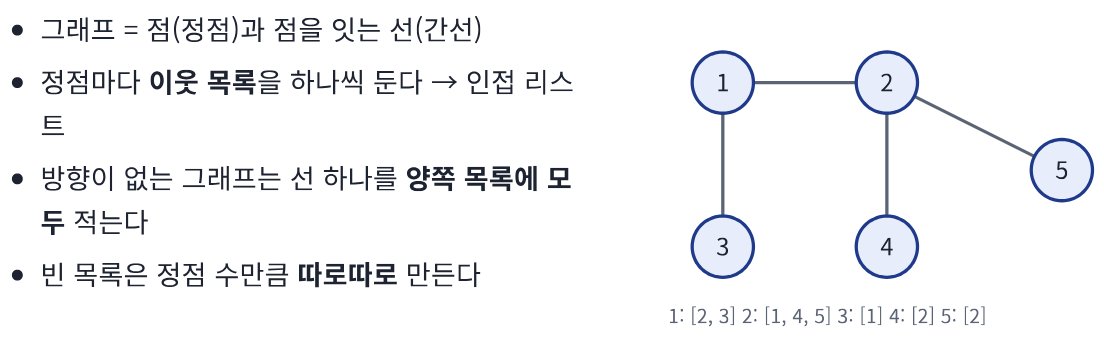 ● 그래프 = 점(정점)과 점을 잇는 선(간선)
● 정점마다 이웃 목록을 하나씩 둔다 → 인접 리스
트
● 방향이 없는 그래프는 선 하나를 양쪽 목록에 모
두 적는다
● 빈 목록은 정점 수만큼 따로따로 만든다
1
2
5
3
4
1: [2, 3] 2: [1, 4, 5] 3: [1] 4: [2] 5: [2]